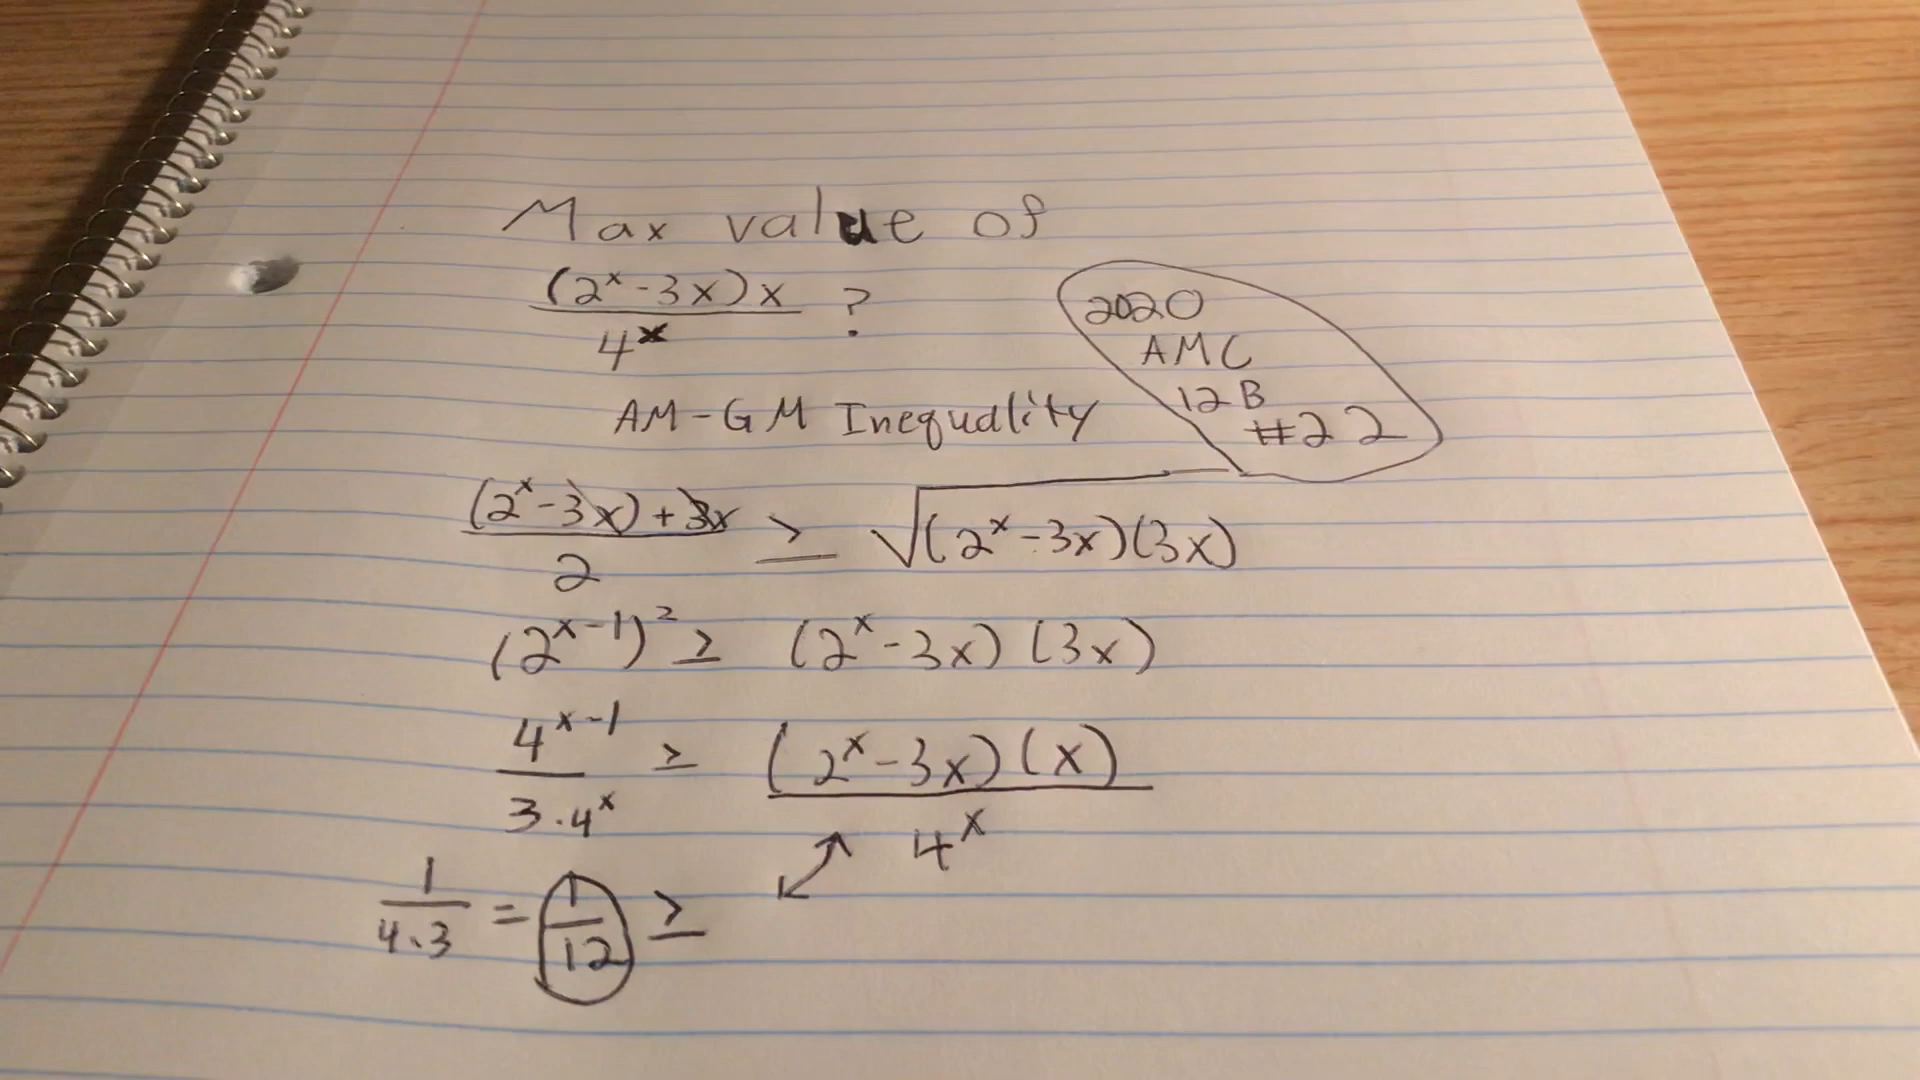 Max value of
(2^x - 3x)x / 4^x ?
2020
AMC
12B
#22
AM-GM Inequality
((2^x - 3x) + 3x) / 2 ≥ √((2^x - 3x)(3x))
(2^(x-1))^2 ≥ (2^x - 3x)(3x)
4^(x-1) / (3·4^x) ≥ (2^x - 3x)(x) / 4^x
1 / (4·3) = 1/12 ≥ ↗↙